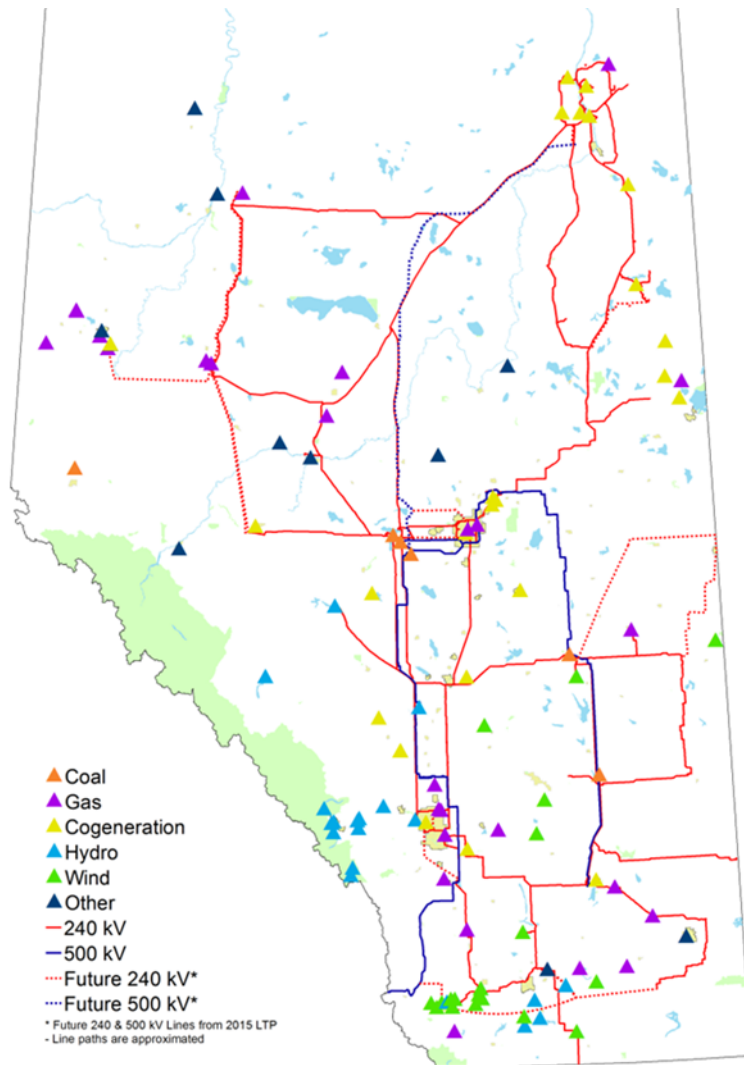 Coal
Gas
Cogeneration
Hydro
Wind
Other
240 kV
500 kV
Future 240 kV*
Future 500 kV*
* Future 240 & 500 kV Lines from 2015 LTP
- Line paths are approximated